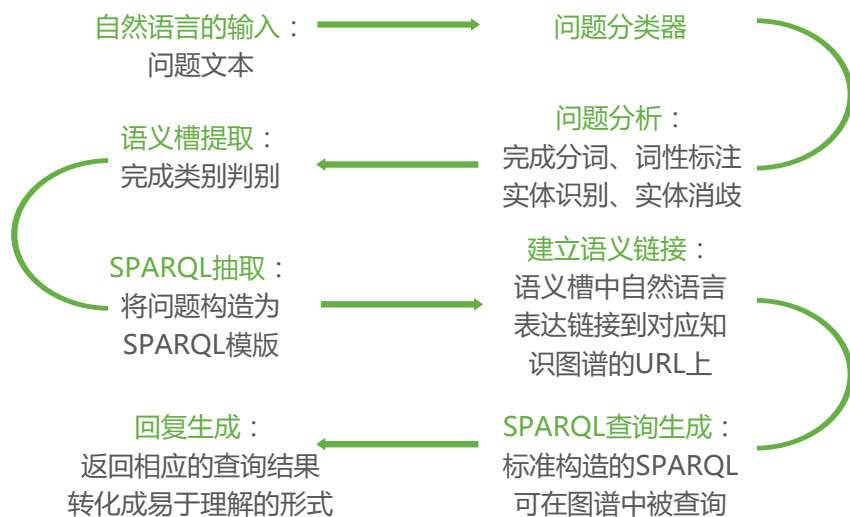 自然语言的输入：
问题文本
问题分类器
问题分析：
完成分词、词性标注
实体识别、实体消歧
语义槽提取：
完成类别判别
SPARQL抽取：
将问题构造为
SPARQL模版
建立语义链接：
语义槽中自然语言
表达链接到对应知
识图谱的URL上
SPARQL查询生成：
标准构造的SPARQL
可在图谱中被查询
回复生成：
返回相应的查询结果
转化成易于理解的形式